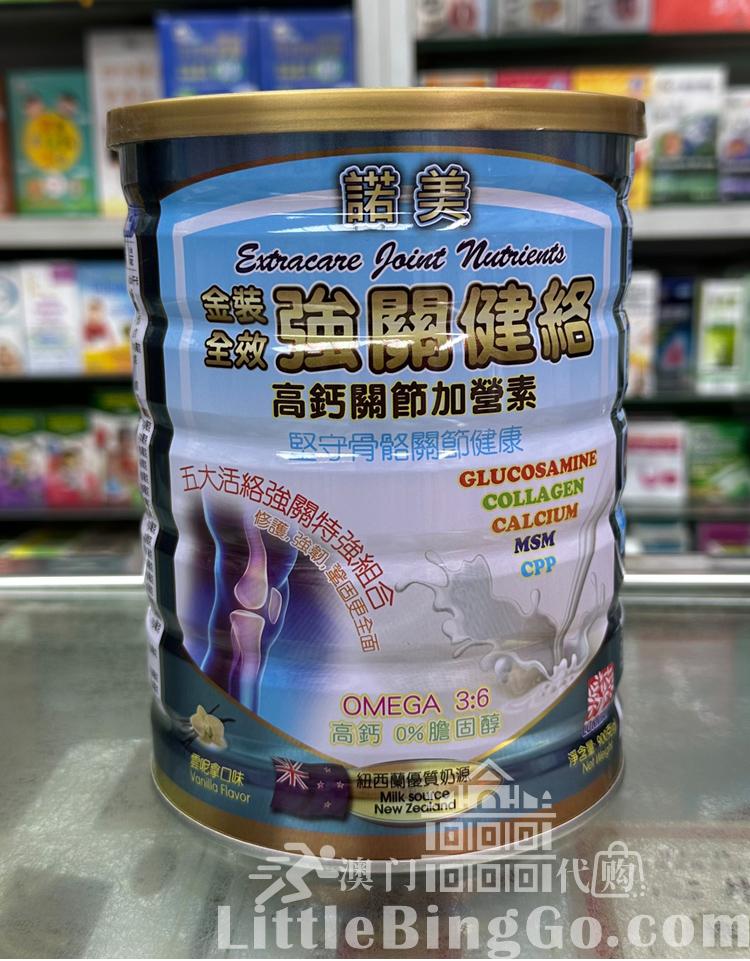 諾美
Extracare Joint Nutrients
金裝
全效
強關健絡
高鈣關節加營素
堅守骨骼關節健康
五大活絡強關特強組合
修護,強韌,鞏固更全面
GLUCOSAMINE
COLLAGEN
CALCIUM
MSM
CPP
OMEGA 3:6
高鈣 0%膽固醇
雲呢拿口味
Vanilla Flavor
紐西蘭優質奶源
Milk source
New Zealand
淨含量:900
Net Weight
澳门 代购
LittleBingGo.com